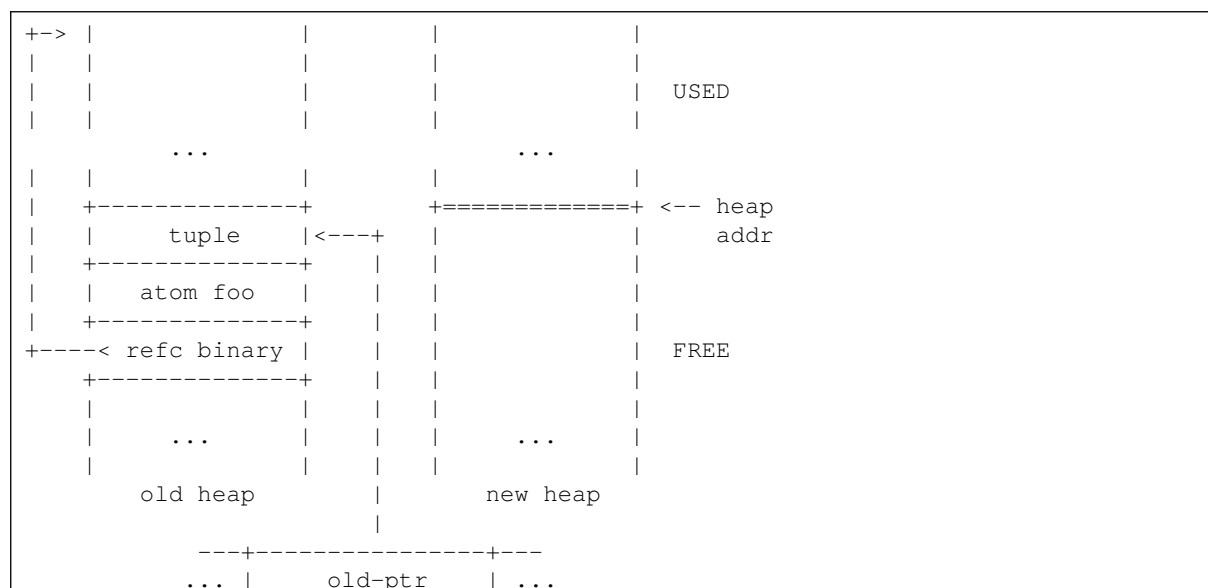 +-> |               |        |             |
|   |               |        |             |
|   |               |        |             |  USED
|   |               |        |             |
          ...                      ...
|   |               |        |             |
|   +--------------+        +=============+ <-- heap
|   |     tuple    |<---+   |             |     addr
|   +--------------+    |   |             |
|   |   atom foo   |    |   |             |
|   +--------------+    |   |             |
+----< refc binary |    |   |             |  FREE
    +--------------+    |   |             |
    |              |    |   |             |
    |     ...      |    |   |     ...     |
    |              |    |   |             |
       old heap         |      new heap
                        |
            ---+----------------+---
           ... |     old-ptr    | ...